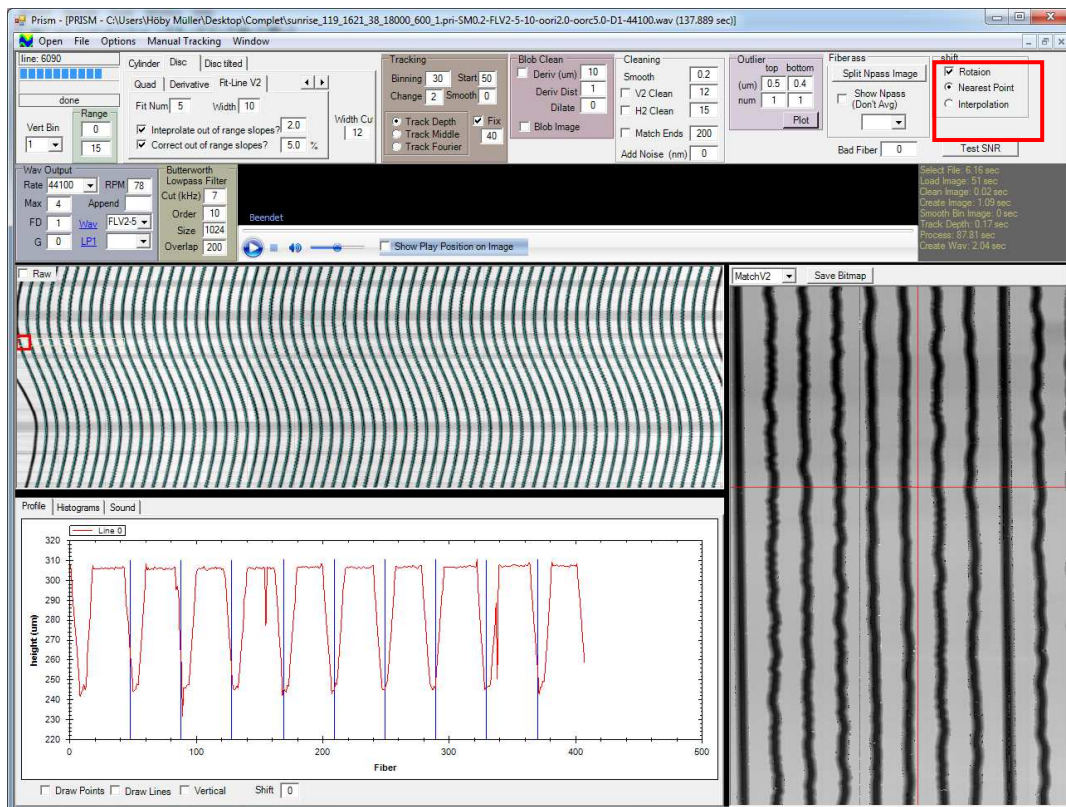 Prism - [PRISM - C:\Users\Höby Müller\Desktop\Complet\sunrise_119_1621_38_18000_600_1.pri-SM0.2-FLV2-5-10-oori2.0-oorc5.0-D1-44100.wav (137.889 sec)]
Open File Options Manual Tracking Window
line: 6090
done
Vert Bin
1
Range
0
15
Cylinder Disc Disc tilted
Quad Derivative Fit-Line V2
Fit Num 5 Width 10
Inteprolate out of range slopes? 2.0
Correct out of range slopes? 5.0 %
Width Cu
12
Tracking
Binning 30 Start 50
Change 2 Smooth 0
Track Depth Fix
Track Middle 40
Track Fourier
Blob Clean
Deriv (um) 10
Deriv Dist 1
Dilate 0
Blob Image
Cleaning
Smooth 0.2
V2 Clean 12
H2 Clean 15
Match Ends 200
Add Noise (nm) 0
Outlier
top bottom
(um) 0.5 0.4
num 1 1
Plot
Fiber ass
Split Npass Image
Show Npass
(Don't Avg)
Bad Fiber 0
shift
Rotaion
Nearest Point
Interpolation
Test SNR
Wav Output
Rate 44100 RPM 78
Max 4 Append
FD 1 Wav FLV2-5
G 0 LP1
Butterworth
Lowpass Filter
Cut (kHz) 7
Order 10
Size 1024
Overlap 200
Beendet
Show Play Position on Image
Select File: 6.16 sec
Load Image: 51 sec
Clean Image: 0.02 sec
Create Image: 1.09 sec
Smooth Bin Image: 0 sec
Track Depth: 0.17 sec
Process: 87.81 sec
Create Wav: 2.04 sec
Raw
MatchV2 Save Bitmap
Profile Histograms Sound
Line 0
320
310
300
290
280
270
260
250
240
230
220
height (um)
0 100 200 300 400 500
Fiber
Draw Points Draw Lines Vertical Shift 0